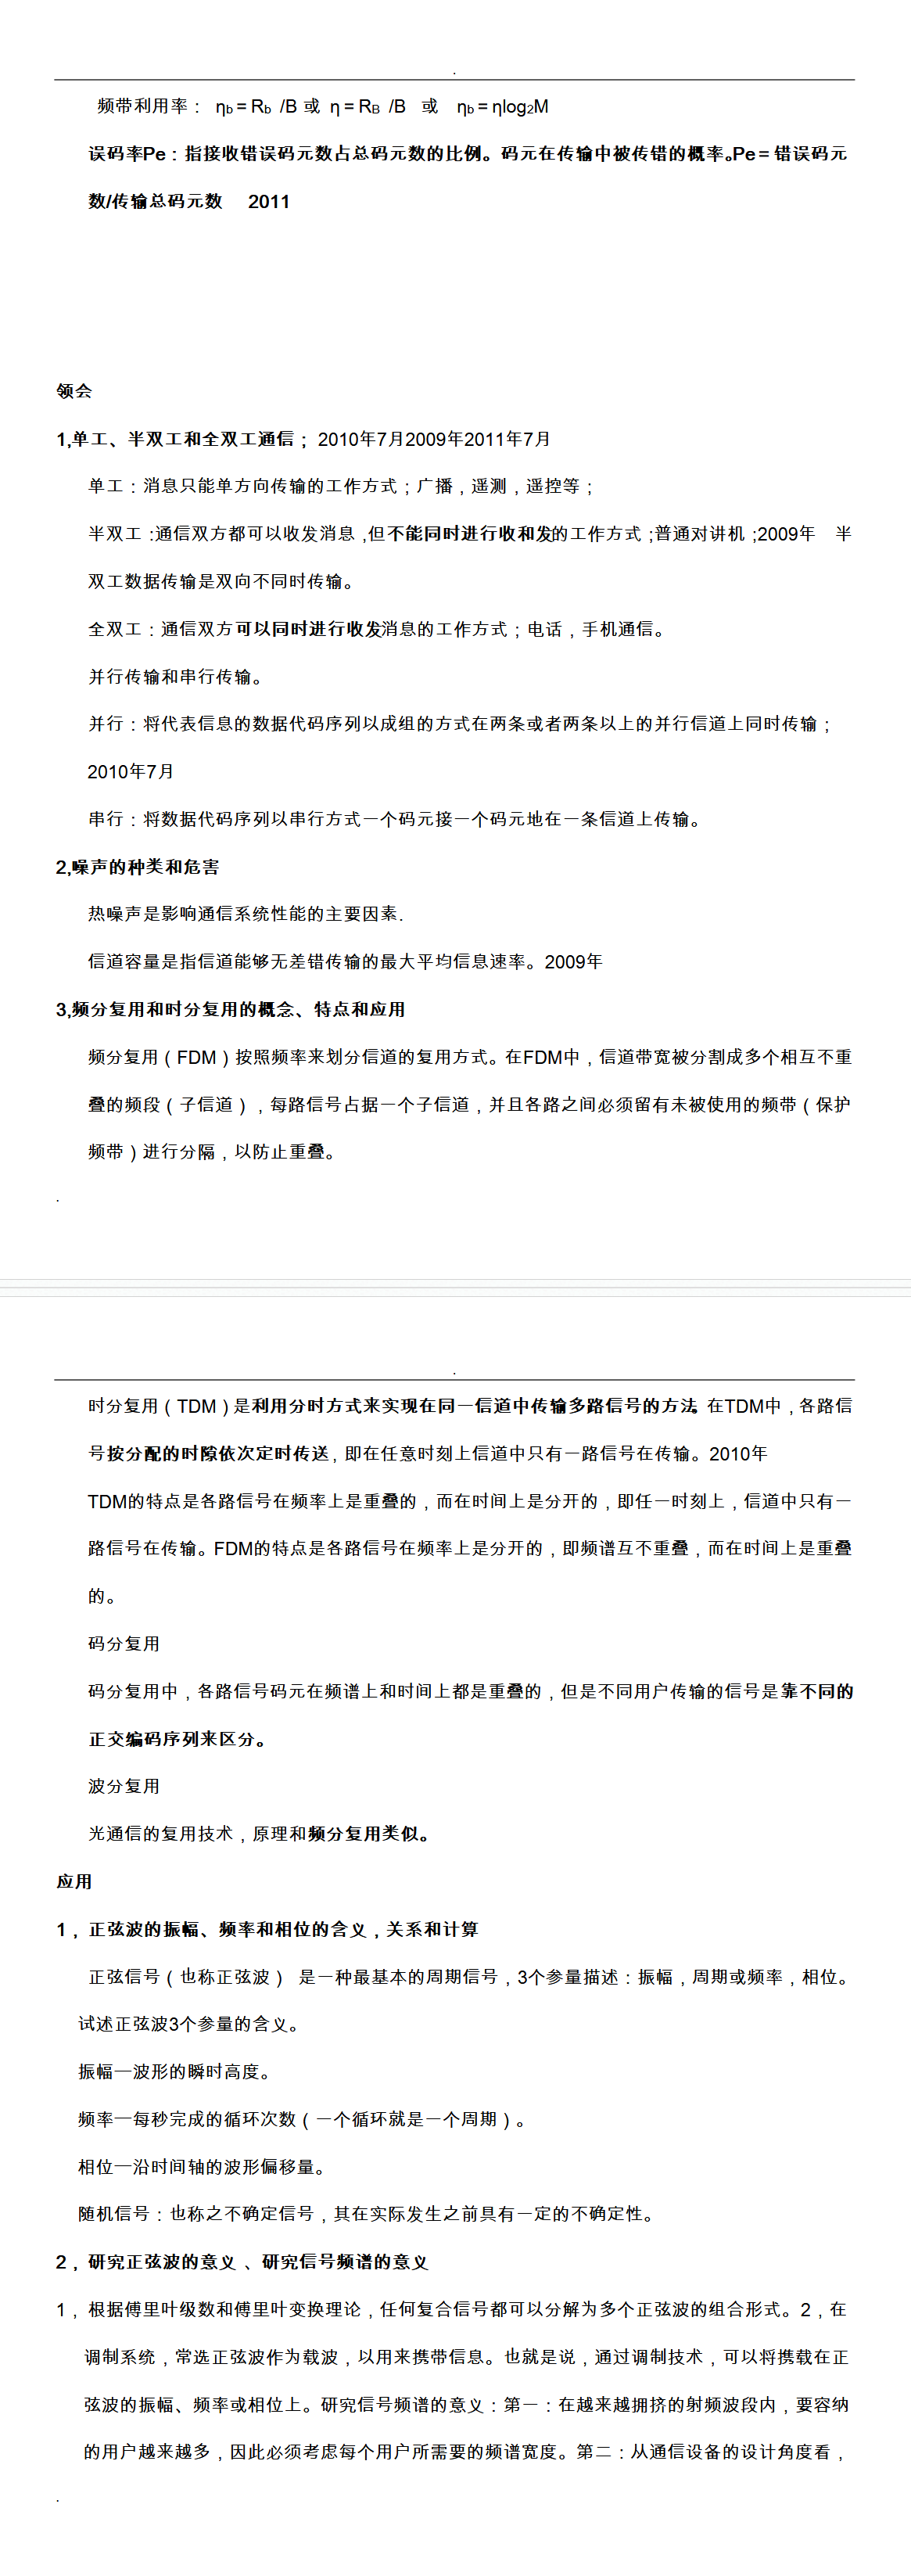 .
频带利用率： ηb＝Rb /B 或 η＝RB /B 或 ηb＝ηlog2M
误码率Pe：指接收错误码元数占总码元数的比例。码元在传输中被传错的概率。Pe＝错误码元
数/传输总码元数 2011
领会
1,单工、半双工和全双工通信； 2010年7月2009年2011年7月
单工：消息只能单方向传输的工作方式；广播，遥测，遥控等；
半双工:通信双方都可以收发消息,但不能同时进行收和发的工作方式;普通对讲机;2009年 半
双工数据传输是双向不同时传输。
全双工：通信双方可以同时进行收发消息的工作方式；电话，手机通信。
并行传输和串行传输。
并行：将代表信息的数据代码序列以成组的方式在两条或者两条以上的并行信道上同时传输；
2010年7月
串行：将数据代码序列以串行方式一个码元接一个码元地在一条信道上传输。
2,噪声的种类和危害
热噪声是影响通信系统性能的主要因素.
信道容量是指信道能够无差错传输的最大平均信息速率。2009年
3,频分复用和时分复用的概念、特点和应用
频分复用（FDM）按照频率来划分信道的复用方式。在FDM中，信道带宽被分割成多个相互不重
叠的频段（子信道），每路信号占据一个子信道，并且各路之间必须留有未被使用的频带（保护
频带）进行分隔，以防止重叠。
.
.
时分复用（TDM）是利用分时方式来实现在同一信道中传输多路信号的方法。在TDM中，各路信
号按分配的时隙依次定时传送，即在任意时刻上信道中只有一路信号在传输。2010年
TDM的特点是各路信号在频率上是重叠的，而在时间上是分开的，即任一时刻上，信道中只有一
路信号在传输。FDM的特点是各路信号在频率上是分开的，即频谱互不重叠，而在时间上是重叠
的。
码分复用
码分复用中，各路信号码元在频谱上和时间上都是重叠的，但是不同用户传输的信号是靠不同的
正交编码序列来区分。
波分复用
光通信的复用技术，原理和频分复用类似。
应用
1，正弦波的振幅、频率和相位的含义，关系和计算
正弦信号（也称正弦波） 是一种最基本的周期信号，3个参量描述：振幅，周期或频率，相位。
试述正弦波3个参量的含义。
振幅—波形的瞬时高度。
频率—每秒完成的循环次数（一个循环就是一个周期）。
相位—沿时间轴的波形偏移量。
随机信号：也称之不确定信号，其在实际发生之前具有一定的不确定性。
2，研究正弦波的意义 、研究信号频谱的意义
1，根据傅里叶级数和傅里叶变换理论，任何复合信号都可以分解为多个正弦波的组合形式。2，在
调制系统，常选正弦波作为载波，以用来携带信息。也就是说，通过调制技术，可以将携载在正
弦波的振幅、频率或相位上。研究信号频谱的意义：第一：在越来越拥挤的射频波段内，要容纳
的用户越来越多，因此必须考虑每个用户所需要的频谱宽度。第二：从通信设备的设计角度看，
.